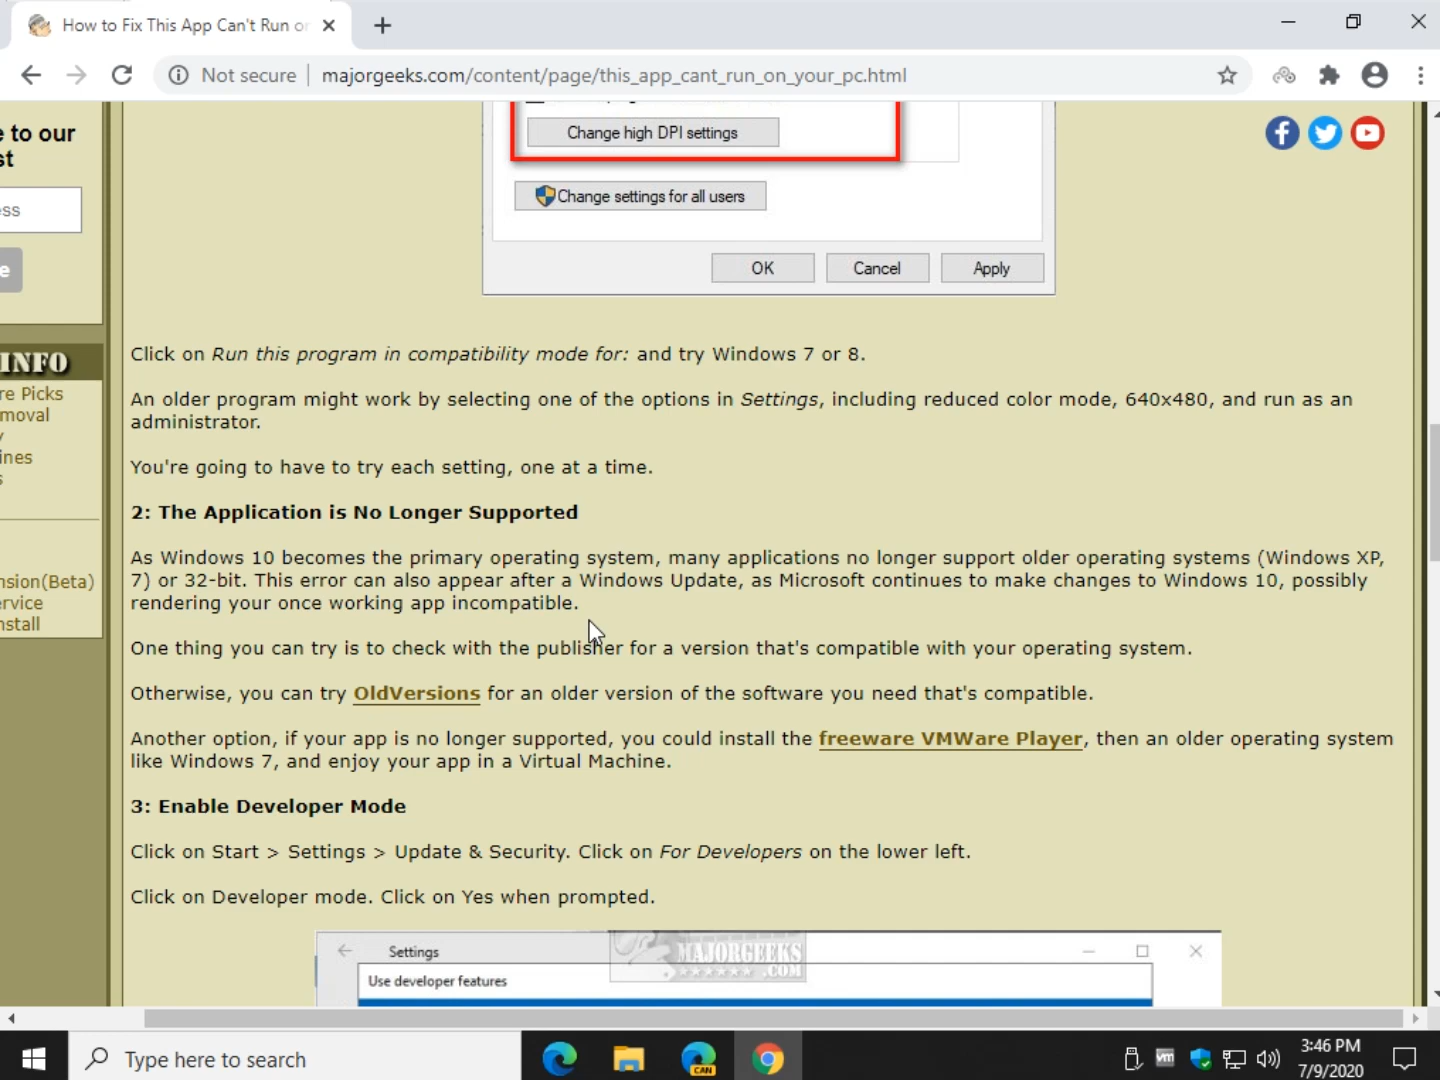 How to Fix This App Can't Run or
Not secure
majorgeeks.com/content/page/this_app_cant_run_on_your_pc.html
Change high DPI settings
Change settings for all users
OK
Cancel
Apply
e to our
st
ess
e
INFO
re Picks
moval
y
ines
s
nsion(Beta)
ervice
nstall
Click on Run this program in compatibility mode for: and try Windows 7 or 8.
An older program might work by selecting one of the options in Settings, including reduced color mode, 640x480, and run as an
administrator.
You're going to have to try each setting, one at a time.
2: The Application is No Longer Supported
As Windows 10 becomes the primary operating system, many applications no longer support older operating systems (Windows XP,
7) or 32-bit. This error can also appear after a Windows Update, as Microsoft continues to make changes to Windows 10, possibly
rendering your once working app incompatible.
One thing you can try is to check with the publisher for a version that's compatible with your operating system.
Otherwise, you can try OldVersions for an older version of the software you need that's compatible.
Another option, if your app is no longer supported, you could install the freeware VMWare Player, then an older operating system
like Windows 7, and enjoy your app in a Virtual Machine.
3: Enable Developer Mode
Click on Start > Settings > Update & Security. Click on For Developers on the lower left.
Click on Developer mode. Click on Yes when prompted.
Settings
MAJORGEEKS
.COM
Use developer features
Type here to search
CAN
vm
3:46 PM
7/9/2020